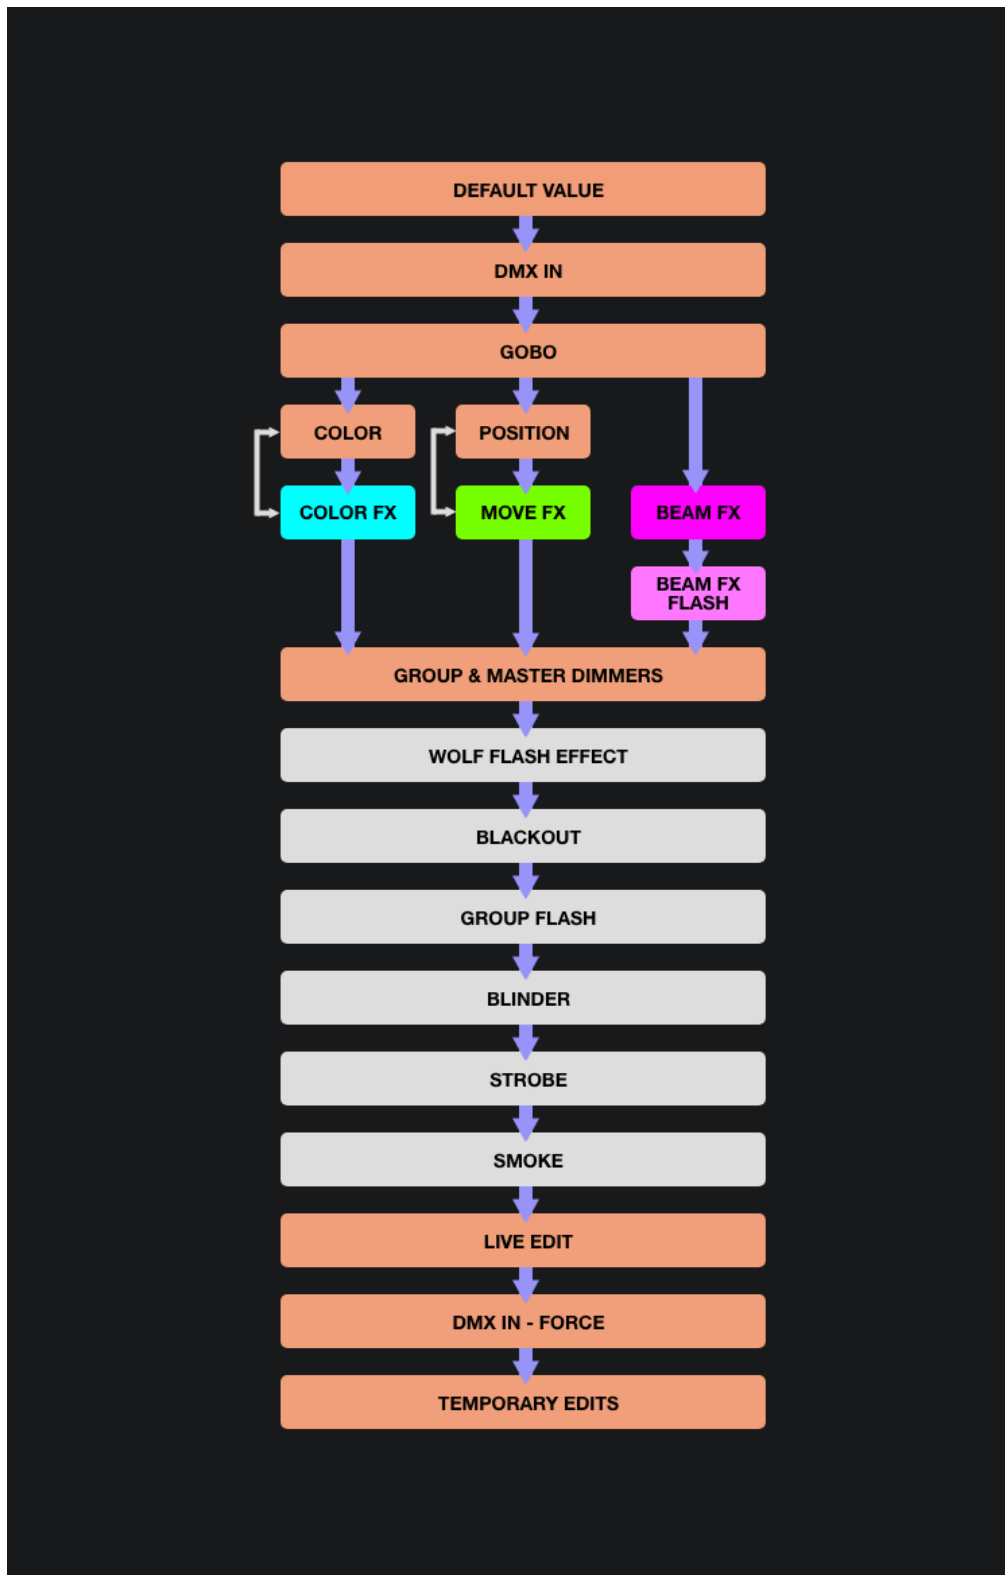 DEFAULT VALUE
DMX IN
GOBO
COLOR
POSITION
COLOR FX
MOVE FX
BEAM FX
BEAM FX
FLASH
GROUP & MASTER DIMMERS
WOLF FLASH EFFECT
BLACKOUT
GROUP FLASH
BLINDER
STROBE
SMOKE
LIVE EDIT
DMX IN - FORCE
TEMPORARY EDITS